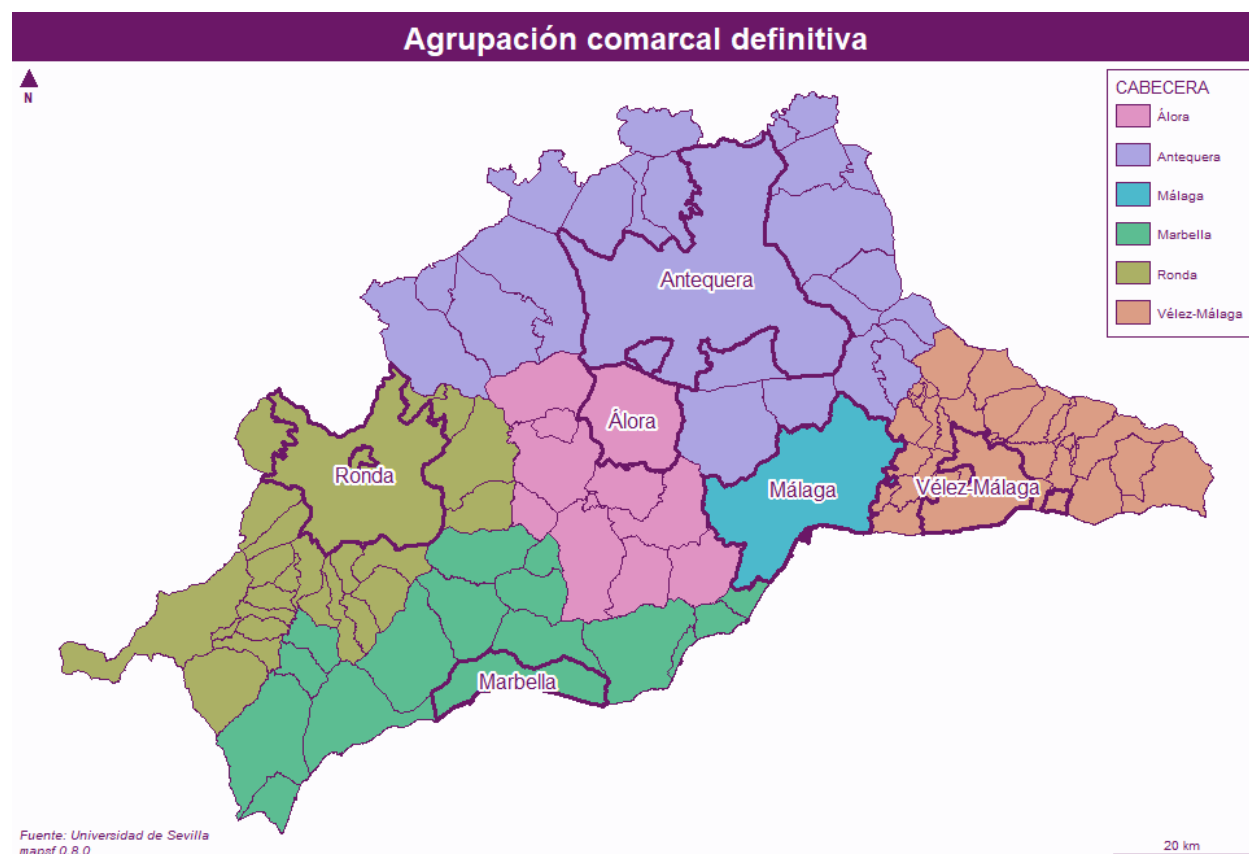 Agrupación comarcal definitiva
N
CABECERA
Álora
Antequera
Málaga
Marbella
Ronda
Vélez-Málaga
Antequera
Álora
Ronda
Málaga
Vélez-Málaga
Marbella
Fuente: Universidad de Sevilla
mapsf 0.8.0
20 km